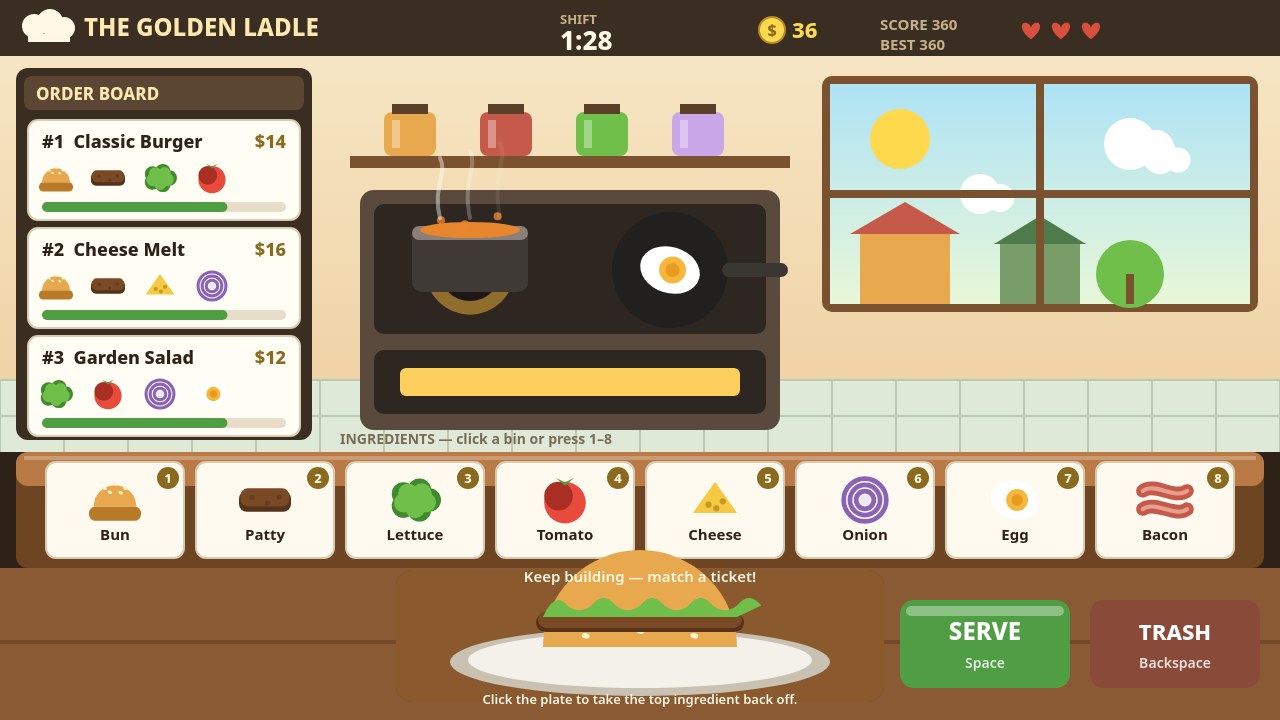 THE GOLDEN LADLE
SHIFT
1:28
$ 36
SCORE 360
BEST 360
ORDER BOARD
#1 Classic Burger $14
#2 Cheese Melt $16
#3 Garden Salad $12
INGREDIENTS — click a bin or press 1–8
1 2 3 4 5 6 7 8
Bun Patty Lettuce Tomato Cheese Onion Egg Bacon
Keep building — match a ticket!
SERVE
Space
TRASH
Backspace
Click the plate to take the top ingredient back off.